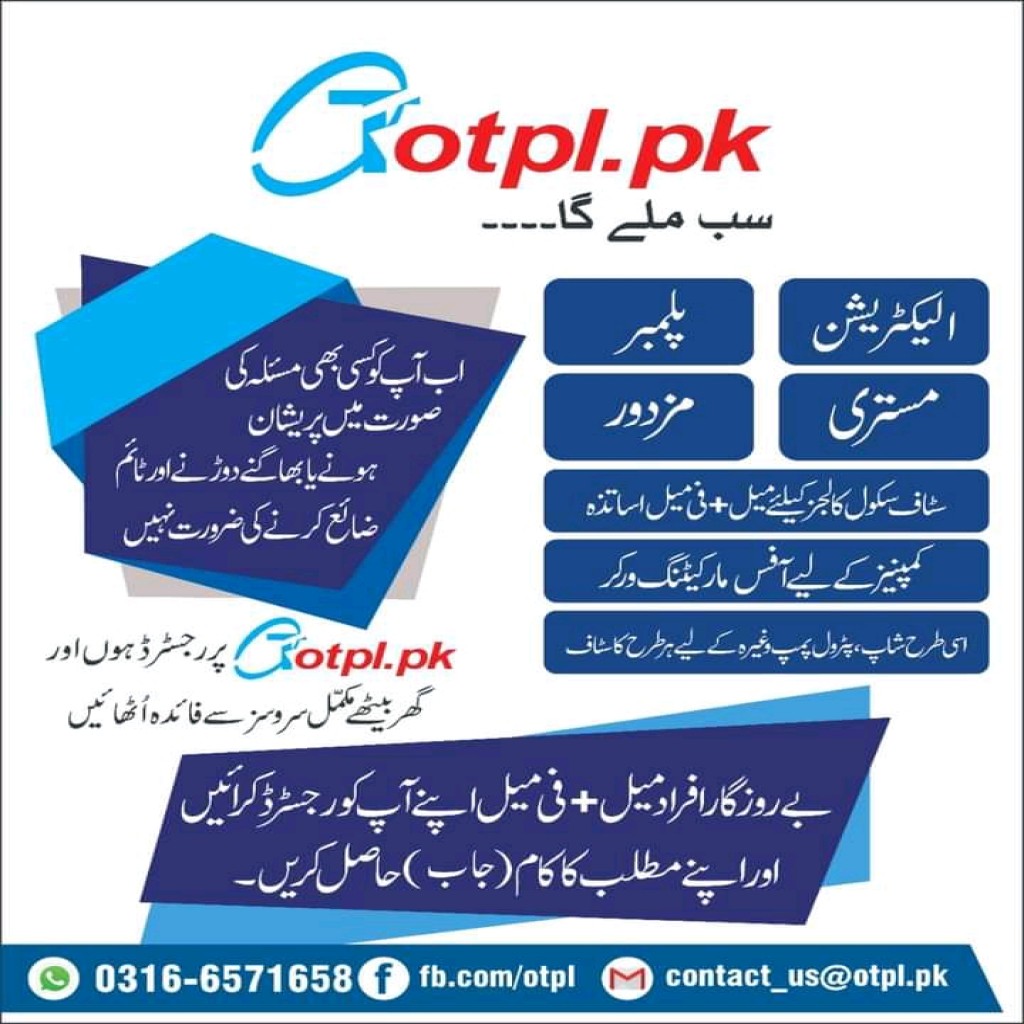 otpl.pk
سب ملے گا۔۔۔۔
الیکٹریشن
پلمبر
مستری
مزدور
سٹاف سکول کالجز کیلئے میل + فی میل اساتذہ
کمپنیز کے لیے آفس مارکیٹنگ ورکر
اسی طرح شاپ، پٹرول پمپ وغیرہ کے لیے ہر طرح کا سٹاف
اب آپ کو کسی بھی مسئلہ کی
صورت میں پریشان
ہونے یا بھاگنے دوڑنے اور ٹائم
ضائع کرنے کی ضرورت نہیں
otpl.pk پر رجسٹرڈ ہوں اور
گھر بیٹھے مکمّل سروسز سے فائدہ اُٹھائیں
بے روزگار افراد میل + فی میل اپنے آپ کو رجسٹرڈ کرائیں
اور اپنے مطلب کا کام (جاب) حاصل کریں۔
0316-6571658 fb.com/otpl contact_us@otpl.pk